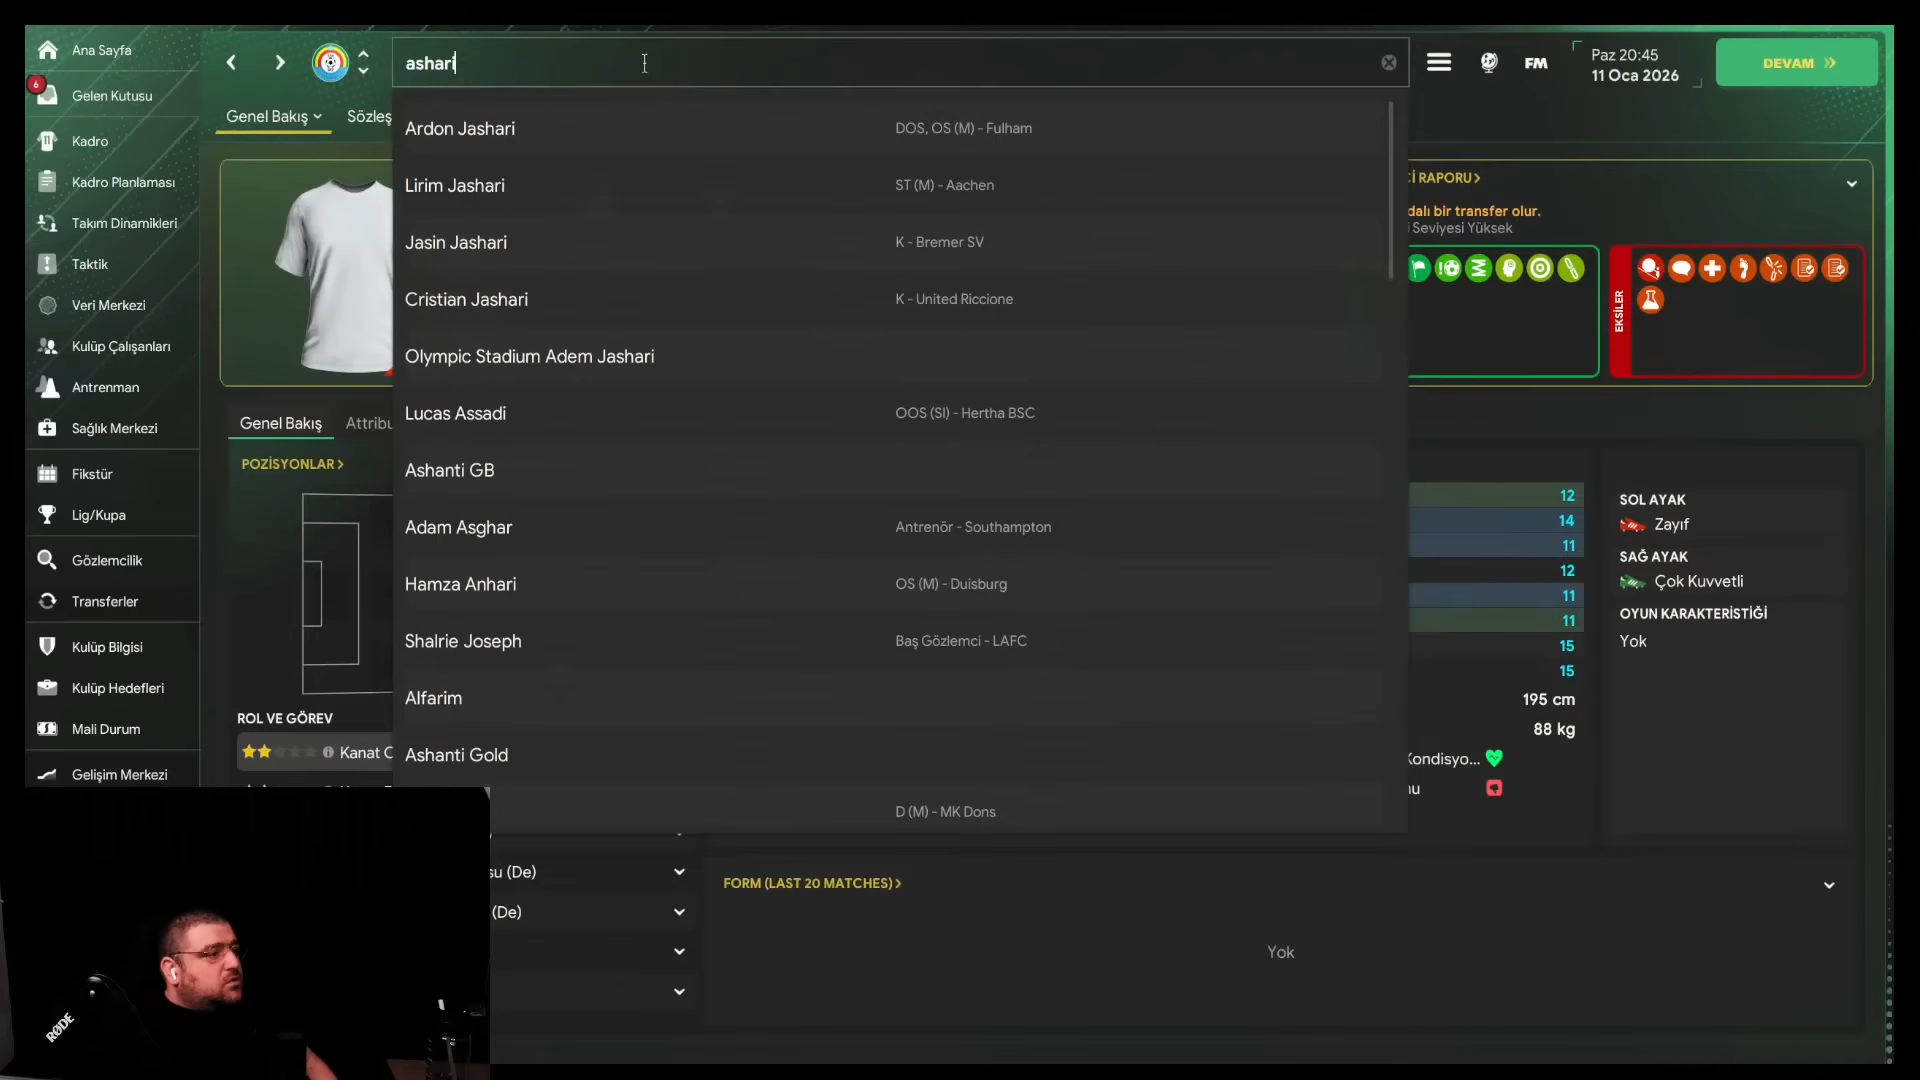 Ana Sayfa
6
Gelen Kutusu
Kadro
Kadro Planlaması
Takım Dinamikleri
Taktik
Veri Merkezi
Kulüp Çalışanları
Antrenman
Sağlık Merkezi
Fikstür
Lig/Kupa
Gözlemcilik
Transferler
Kulüp Bilgisi
Kulüp Hedefleri
Mali Durum
Gelişim Merkezi
ashari
FM
Paz 20:45
11 Oca 2026
DEVAM
Genel Bakış
Sözleş
Ardon Jashari DOS, OS (M) - Fulham
Lirim Jashari ST (M) - Aachen
Jasin Jashari K - Bremer SV
Cristian Jashari K - United Riccione
Olympic Stadium Adem Jashari
Lucas Assadi OOS (Sl) - Hertha BSC
Ashanti GB
Adam Asghar Antrenör - Southampton
Hamza Anhari OS (M) - Duisburg
Shalrie Joseph Baş Gözlemci - LAFC
Alfarim
Ashanti Gold
D (M) - MK Dons
Cİ RAPORU
dalı bir transfer olur.
i Seviyesi Yüksek
EKSİLER
Genel Bakış
Attribu
POZİSYONLAR
ROL VE GÖREV
Kanat O
su (De)
(De)
12
14
11
12
11
11
15
15
195 cm
88 kg
Kondisyo...
nu
SOL AYAK
Zayıf
SAĞ AYAK
Çok Kuvvetli
OYUN KARAKTERİSTİĞİ
Yok
FORM (LAST 20 MATCHES)
Yok
RØDE